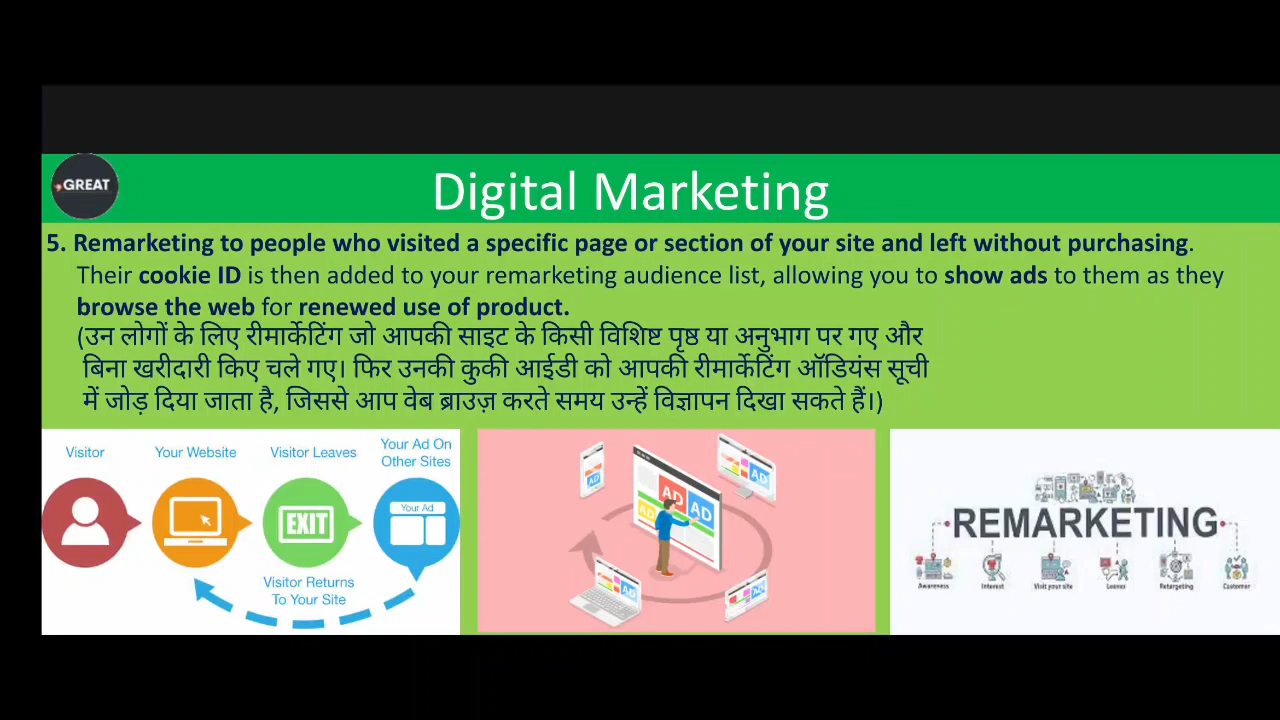 GREAT
Digital Marketing
5. Remarketing to people who visited a specific page or section of your site and left without purchasing.
Their cookie ID is then added to your remarketing audience list, allowing you to show ads to them as they
browse the web for renewed use of product.
(उन लोगों के लिए रीमार्केटिंग जो आपकी साइट के किसी विशिष्ट पृष्ठ या अनुभाग पर गए और
बिना खरीदारी किए चले गए। फिर उनकी कुकी आईडी को आपकी रीमार्केटिंग ऑडियंस सूची
में जोड़ दिया जाता है, जिससे आप वेब ब्राउज़ करते समय उन्हें विज्ञापन दिखा सकते हैं।)
Visitor
Your Website
Visitor Leaves
Your Ad On
Other Sites
EXIT
Your Ad
Visitor Returns
To Your Site
AD
AD
AD
AD
AD
AD
AD
REMARKETING
Awareness
Interest
Visit your site
Leaves
Retargeting
Customer